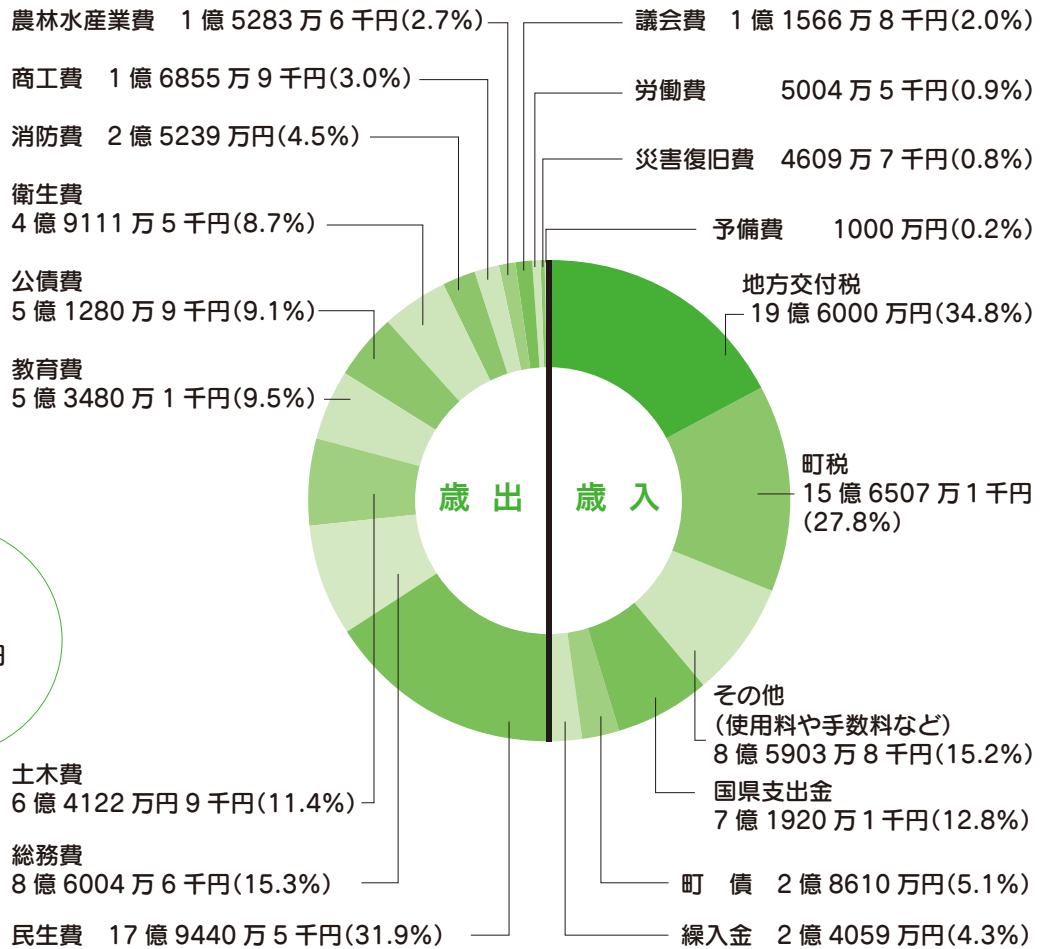 農林水産業費 1億5283万6千円(2.7%)
商工費 1億6855万9千円(3.0%)
消防費 2億5239万円(4.5%)
衛生費
4億9111万5千円(8.7%)
公債費
5億1280万9千円(9.1%)
教育費
5億3480万1千円(9.5%)
議会費 1億1566万8千円(2.0%)
労働費 5004万5千円(0.9%)
災害復旧費 4609万7千円(0.8%)
予備費 1000万円(0.2%)
地方交付税
19億6000万円(34.8%)
町税
15億6507万1千円
(27.8%)
歳出
歳入
円
その他
(使用料や手数料など)
8億5903万8千円(15.2%)
国県支出金
7億1920万1千円(12.8%)
町 債 2億8610万円(5.1%)
繰入金 2億4059万円(4.3%)
土木費
6億4122万円9千円(11.4%)
総務費
8億6004万6千円(15.3%)
民生費 17億9440万5千円(31.9%)